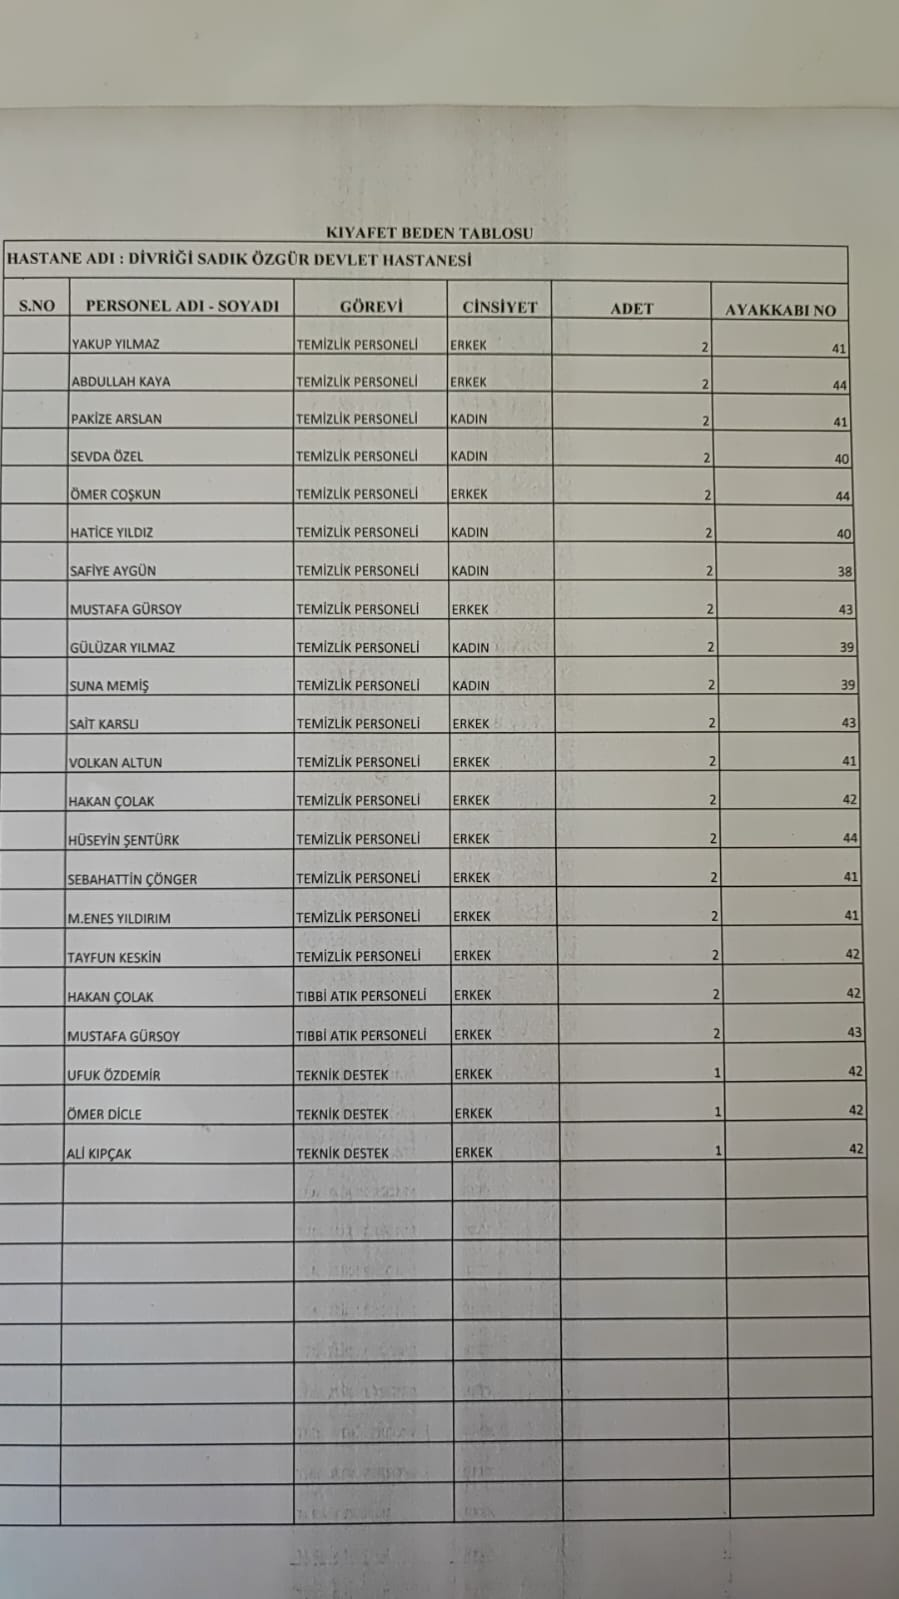 KIYAFET BEDEN TABLOSU
HASTANE ADI : DİVRİĞİ SADIK ÖZGÜR DEVLET HASTANESİ
S.NO PERSONEL ADI - SOYADI GÖREVİ CİNSİYET ADET AYAKKABI NO
YAKUP YILMAZ TEMİZLİK PERSONELİ ERKEK 2 41
ABDULLAH KAYA TEMİZLİK PERSONELİ ERKEK 2 44
PAKİZE ARSLAN TEMİZLİK PERSONELİ KADIN 2 41
SEVDA ÖZEL TEMİZLİK PERSONELİ KADIN 2 40
ÖMER COŞKUN TEMİZLİK PERSONELİ ERKEK 2 44
HATİCE YILDIZ TEMİZLİK PERSONELİ KADIN 2 40
SAFİYE AYGÜN TEMİZLİK PERSONELİ KADIN 2 38
MUSTAFA GÜRSOY TEMİZLİK PERSONELİ ERKEK 2 43
GÜLÜZAR YILMAZ TEMİZLİK PERSONELİ KADIN 2 39
SUNA MEMİŞ TEMİZLİK PERSONELİ KADIN 2 39
SAİT KARSLI TEMİZLİK PERSONELİ ERKEK 2 43
VOLKAN ALTUN TEMİZLİK PERSONELİ ERKEK 2 41
HAKAN ÇOLAK TEMİZLİK PERSONELİ ERKEK 2 42
HÜSEYİN ŞENTÜRK TEMİZLİK PERSONELİ ERKEK 2 44
SEBAHATTİN ÇÖNGER TEMİZLİK PERSONELİ ERKEK 2 41
M.ENES YILDIRIM TEMİZLİK PERSONELİ ERKEK 2 41
TAYFUN KESKİN TEMİZLİK PERSONELİ ERKEK 2 42
HAKAN ÇOLAK TIBBİ ATIK PERSONELİ ERKEK 2 42
MUSTAFA GÜRSOY TIBBİ ATIK PERSONELİ ERKEK 2 43
UFUK ÖZDEMİR TEKNİK DESTEK ERKEK 1 42
ÖMER DİCLE TEKNİK DESTEK ERKEK 1 42
ALİ KIPÇAK TEKNİK DESTEK ERKEK 1 42